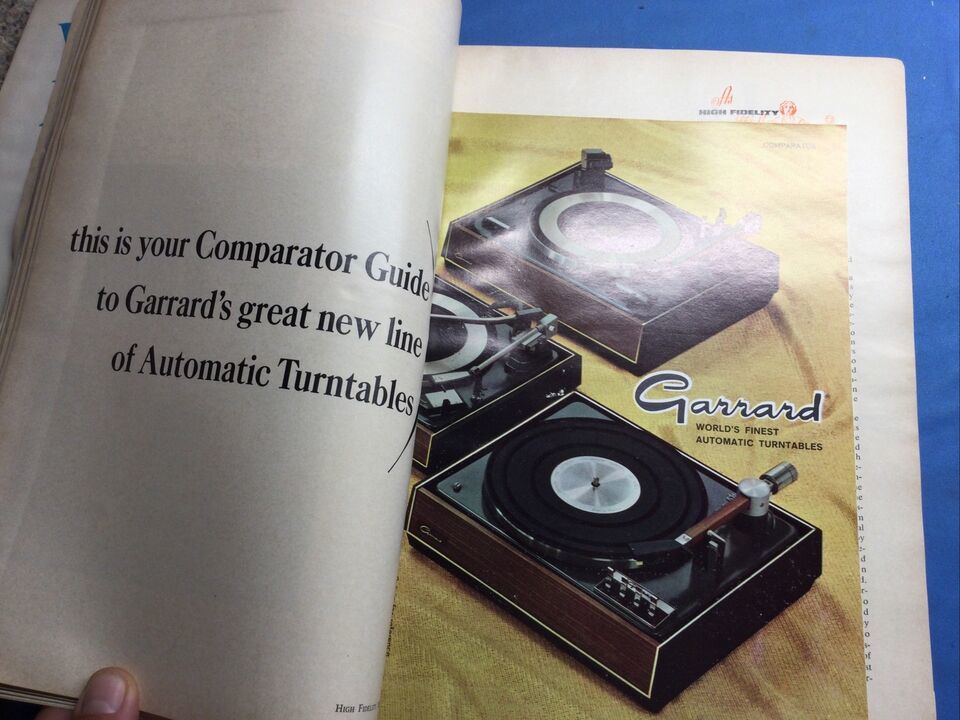 this is your Comparator Guide
to Garrard's great new line
of Automatic Turntables
HIGH FIDELITY
HIGH FIDELITY
COMPARATOR
Garrard
WORLD'S FINEST
AUTOMATIC TURNTABLES